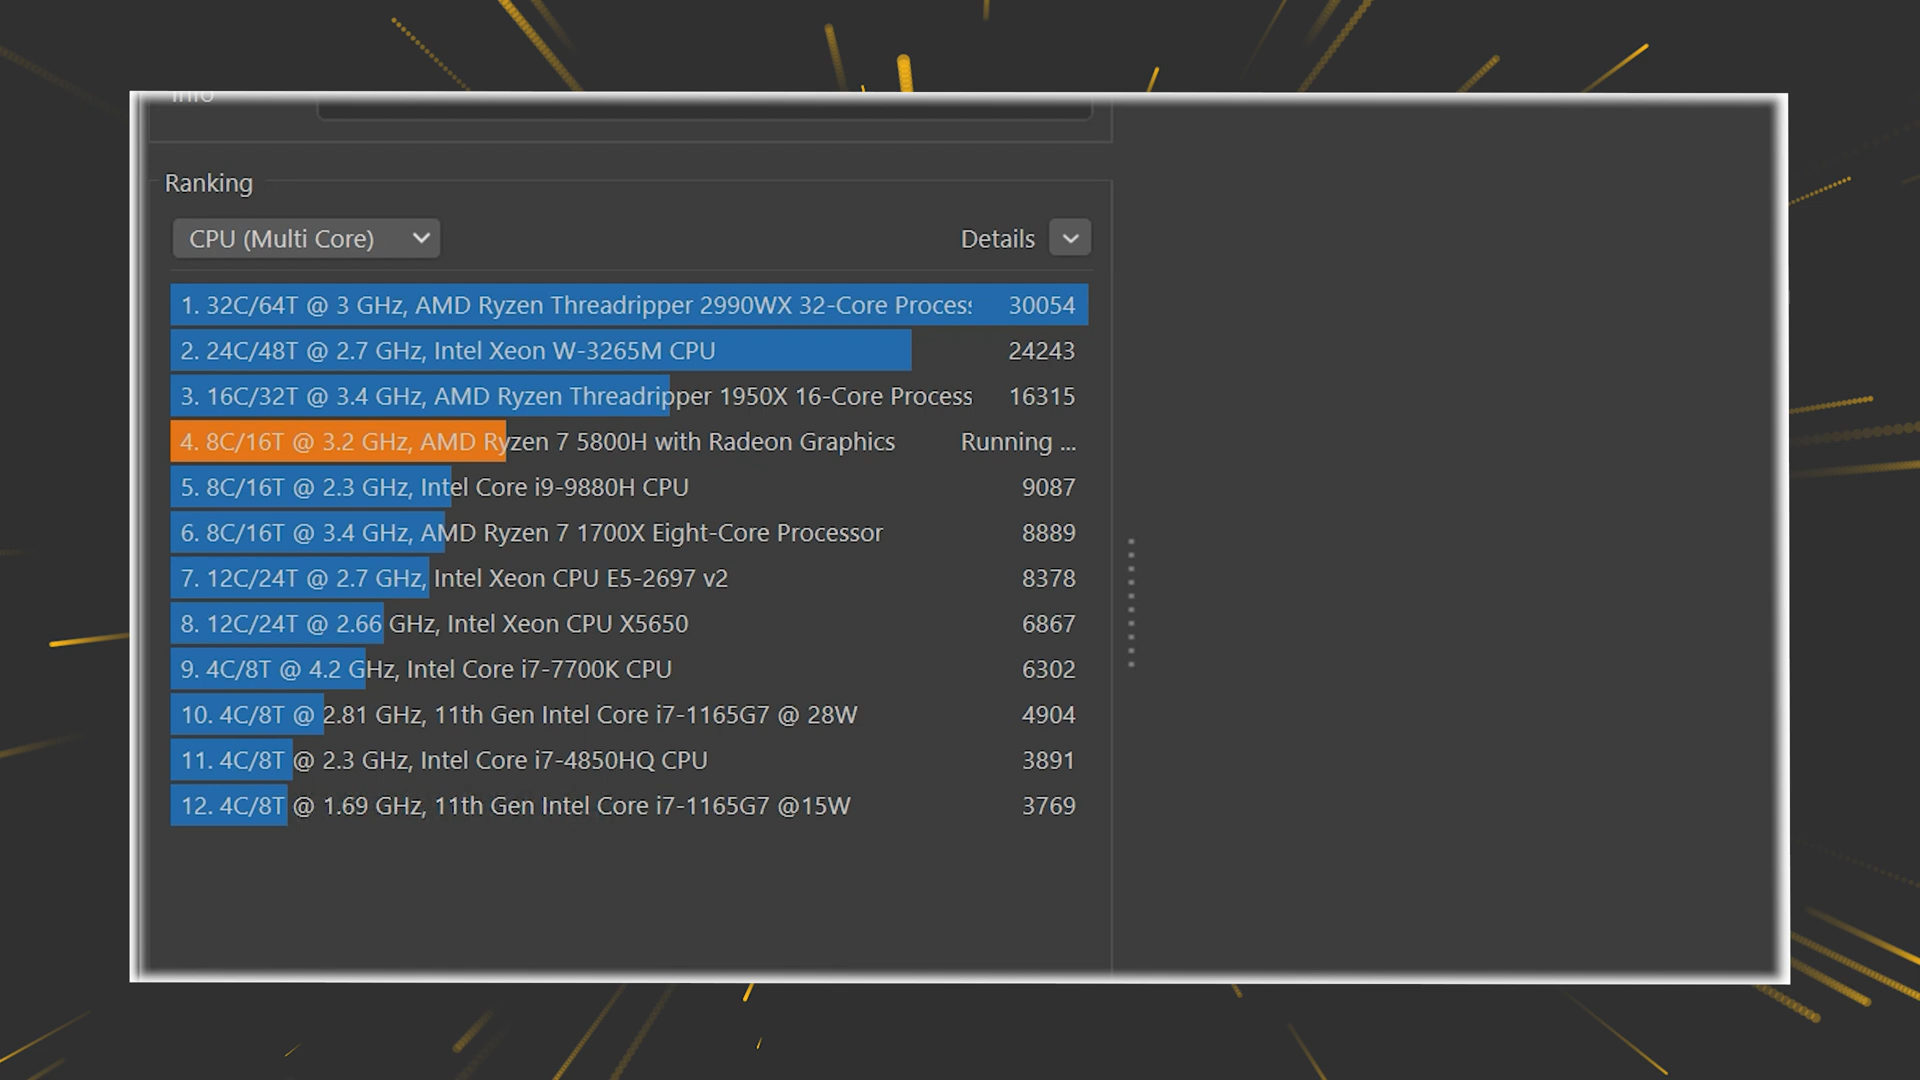 Info
Ranking
CPU (Multi Core)
Details
1. 32C/64T @ 3 GHz, AMD Ryzen Threadripper 2990WX 32-Core Process 30054
2. 24C/48T @ 2.7 GHz, Intel Xeon W-3265M CPU 24243
3. 16C/32T @ 3.4 GHz, AMD Ryzen Threadripper 1950X 16-Core Process 16315
4. 8C/16T @ 3.2 GHz, AMD Ryzen 7 5800H with Radeon Graphics Running ...
5. 8C/16T @ 2.3 GHz, Intel Core i9-9880H CPU 9087
6. 8C/16T @ 3.4 GHz, AMD Ryzen 7 1700X Eight-Core Processor 8889
7. 12C/24T @ 2.7 GHz, Intel Xeon CPU E5-2697 v2 8378
8. 12C/24T @ 2.66 GHz, Intel Xeon CPU X5650 6867
9. 4C/8T @ 4.2 GHz, Intel Core i7-7700K CPU 6302
10. 4C/8T @ 2.81 GHz, 11th Gen Intel Core i7-1165G7 @ 28W 4904
11. 4C/8T @ 2.3 GHz, Intel Core i7-4850HQ CPU 3891
12. 4C/8T @ 1.69 GHz, 11th Gen Intel Core i7-1165G7 @15W 3769